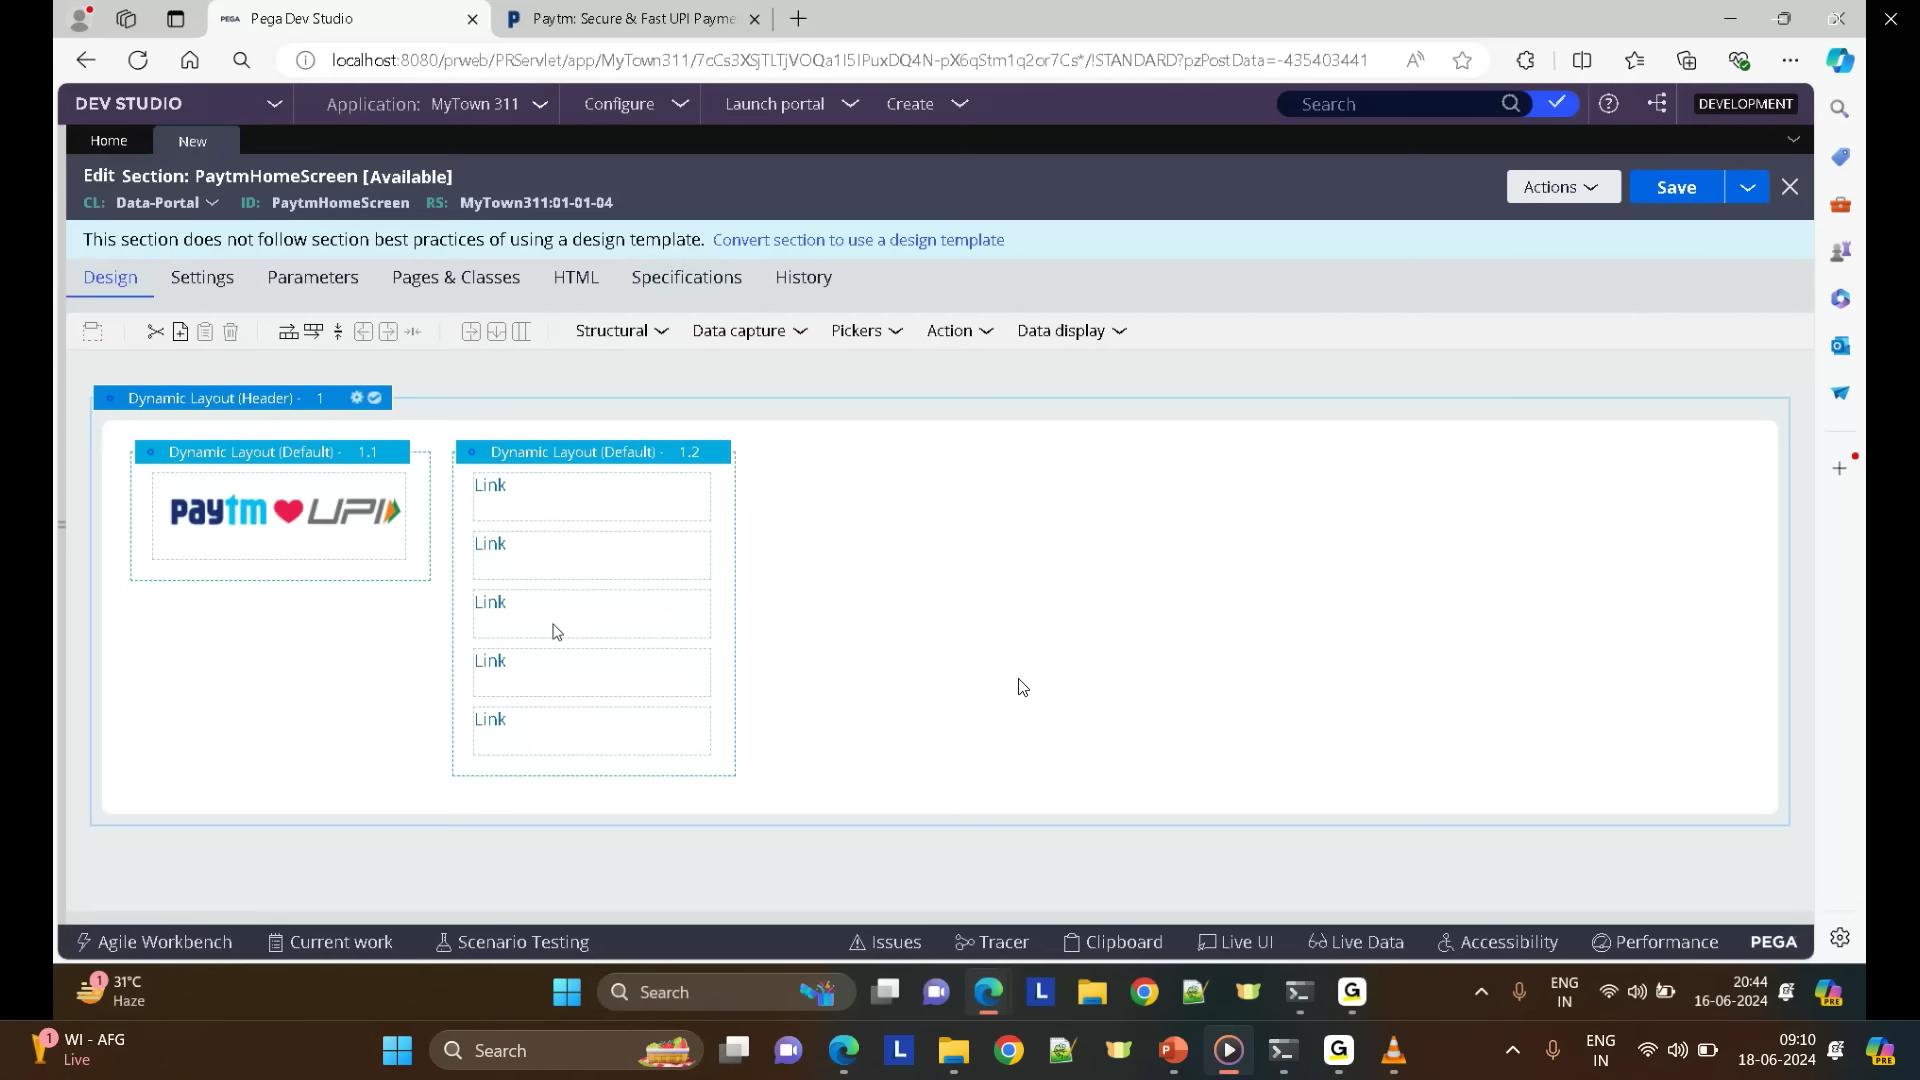 Pega Dev Studio
Paytm: Secure & Fast UPI Payme
localhost:8080/prweb/PRServlet/app/MyTown311/7cCs3XSjTLTjVOQa1I5IPuxDQ4N-pX6qStm1q2or7Cs*/!STANDARD?pzPostData=-435403441
DEV STUDIO
Application: MyTown 311
Configure
Launch portal
Create
Search
DEVELOPMENT
Home
New
Edit Section: PaytmHomeScreen [Available]
CL: Data-Portal
ID: PaytmHomeScreen
RS: MyTown311:01-01-04
Actions
Save
This section does not follow section best practices of using a design template. Convert section to use a design template
Design
Settings
Parameters
Pages & Classes
HTML
Specifications
History
Structural
Data capture
Pickers
Action
Data display
Dynamic Layout (Header) - 1
Dynamic Layout (Default) - 1.1
Dynamic Layout (Default) - 1.2
paytm UPI
Link
Link
Link
Link
Link
Agile Workbench
Current work
Scenario Testing
Issues
Tracer
Clipboard
Live UI
Live Data
Accessibility
Performance
PEGA
1
31°C
Haze
Search
ENG
IN
20:44
16-06-2024
1
WI - AFG
Live
Search
ENG
IN
09:10
18-06-2024